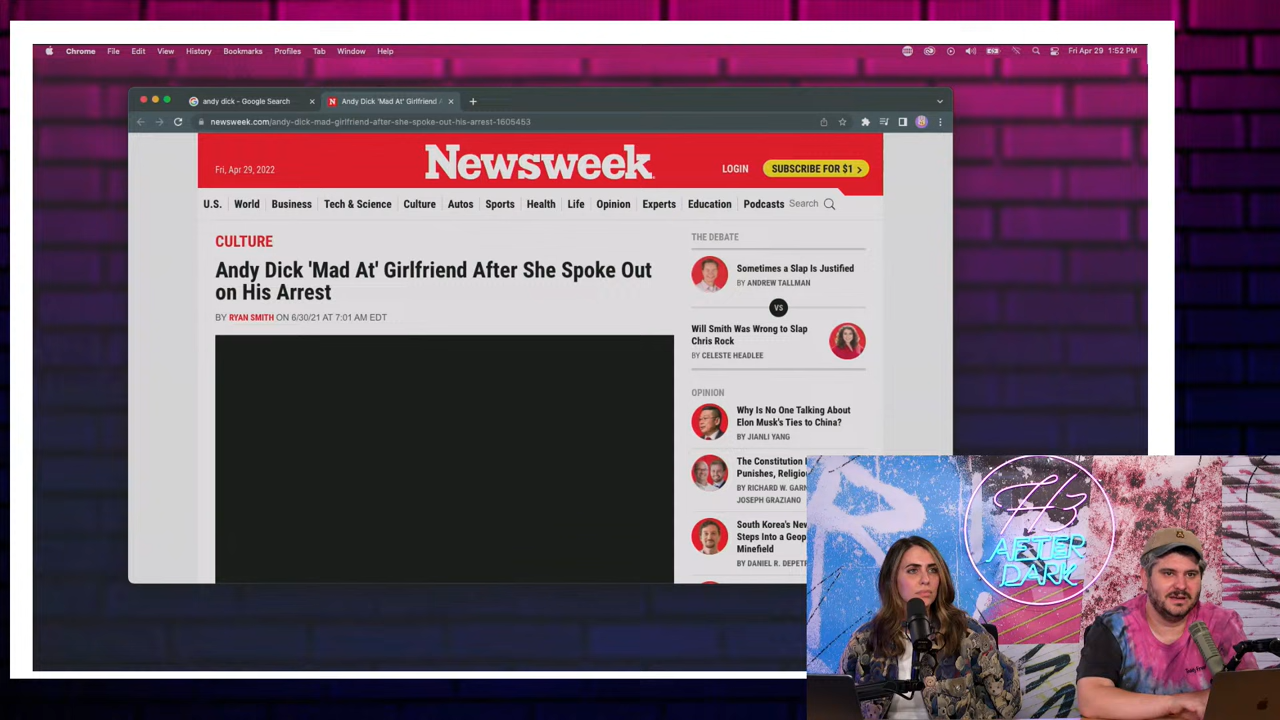 Chrome File Edit View History Bookmarks Profiles Tab Window Help
Fri Apr 29 1:52 PM
andy dick - Google Search
Andy Dick 'Mad At' Girlfriend
newsweek.com/andy-dick-mad-girlfriend-after-she-spoke-out-his-arrest-1605453
Fri, Apr 29, 2022
Newsweek
LOGIN
SUBSCRIBE FOR $1 >
U.S. World Business Tech & Science Culture Autos Sports Health Life Opinion Experts Education Podcasts Search
CULTURE
Andy Dick 'Mad At' Girlfriend After She Spoke Out
on His Arrest
BY RYAN SMITH ON 6/30/21 AT 7:01 AM EDT
THE DEBATE
Sometimes a Slap Is Justified
BY ANDREW TALLMAN
VS
Will Smith Was Wrong to Slap
Chris Rock
BY CELESTE HEADLEE
OPINION
Why Is No One Talking About
Elon Musk's Ties to China?
BY JIANLI YANG
The Constitution
Punishes, Religio
BY RICHARD W. GARN
JOSEPH GRAZIANO
South Korea's New
Steps Into a Geop
Minefield
BY DANIEL R. DEPETR
H3
AFTER
DARK